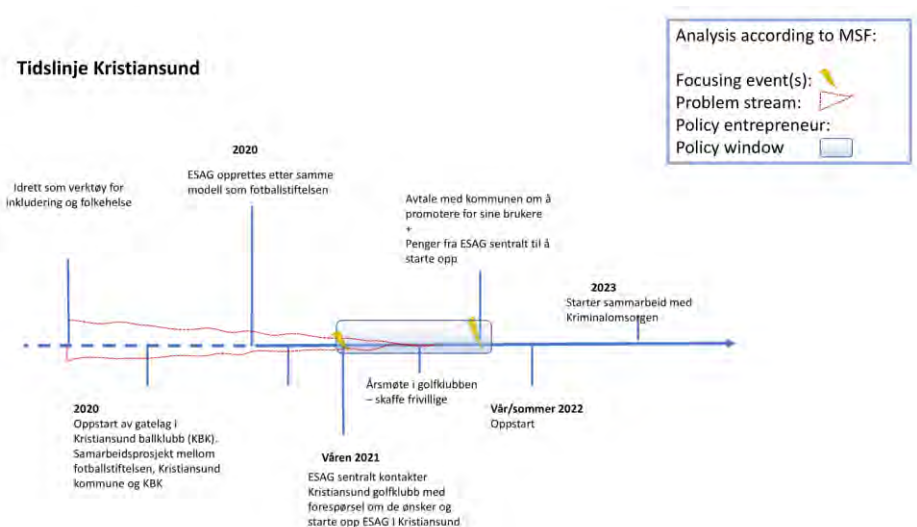 Tidslinje Kristiansund
Analysis according to MSF:
Focusing event(s):
Problem stream:
Policy entrepreneur:
Policy window
Idrett som verktøy for
inkludering og folkehelse
2020
ESAG opprettes etter samme
modell som fotballstiftelsen
Avtale med kommunen om å
promotere for sine brukere
+
Penger fra ESAG sentralt til å
starte opp
2023
Starter sammarbeid med
Kriminalomsorgen
2020
Oppstart av gatelag i
Kristiansund ballklubb (KBK).
Samarbeidsprosjekt mellom
fotballstiftelsen, Kristiansund
kommune og KBK
Våren 2021
ESAG sentralt kontakter
Kristiansund golfklubb med
forespørsel om de ønsker og
starte opp ESAG I Kristiansund
Årsmøte i golfklubben
– skaffe frivillige
Vår/sommer 2022
Oppstart